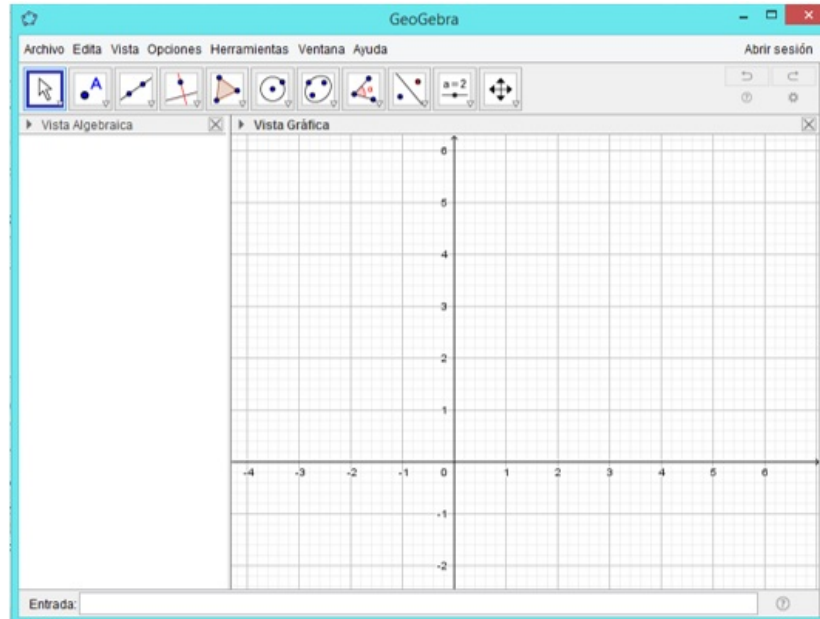 GeoGebra
Archivo Edita Vista Opciones Herramientas Ventana Ayuda Abrir sesión
A α a=2
Vista Algebraica Vista Gráfica
6
5
4
3
2
1
-4 -3 -2 -1 0 1 2 3 4 5 6
-1
-2
Entrada: